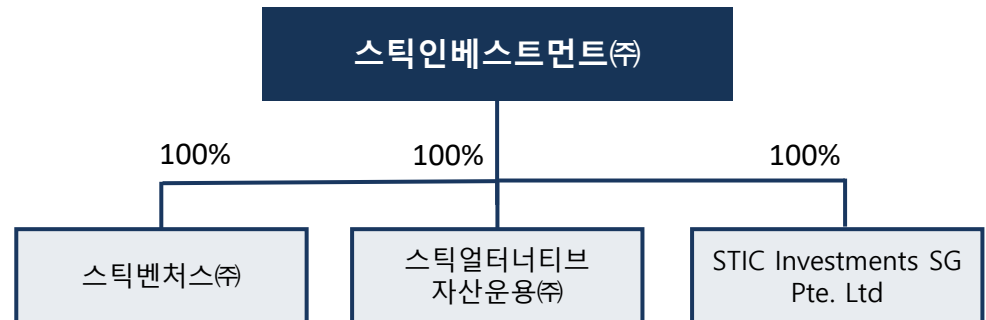 스틱인베스트먼트㈜
100%
100%
100%
스틱벤처스㈜
스틱얼터너티브
자산운용㈜
STIC Investments SG
Pte. Ltd